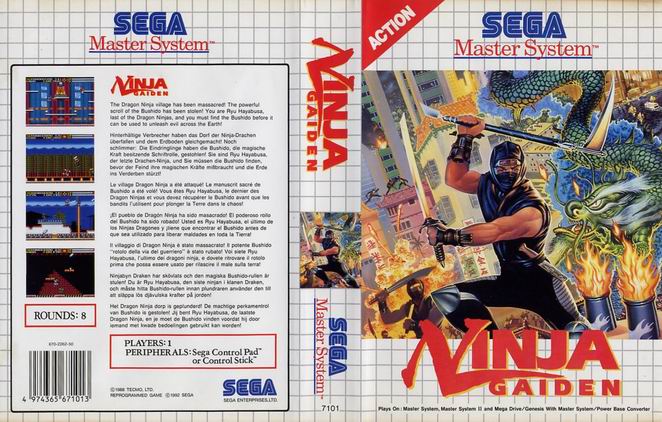 SEGA
Master System™
NINJA
GAIDEN
The Dragon Ninja village has been massacred! The powerful
scroll of the Bushido has been stolen! You are Ryu Hayabusa,
last of the Dragon Ninjas, and you must find the Bushido before it
can be used to unleash evil across the Earth!
Hinterhältige Verbrecher haben das Dorf der Ninja-Drachen
überfallen und dem Erdboden gleichgemacht! Noch
schlimmer: Die Eindringlinge haben die Bushido, die magische
Kraft besitzende Schriftrolle, gestohlen! Sie sind Ryu Hayabusa,
der letzte Drachen-Ninja, und Sie müssen die Bushido finden,
bevor der Feind ihre magischen Kräfte mißbraucht und die Erde
ins Verderben stürzt!
Le village Dragon Ninja a été attaqué! Le manuscrit sacré de
Bushido a été volé! Vous êtes Ryu Hayabusa, le dernier des
Dragon Ninjas et vous devez récupérer le Bushido avant que les
bandits l'utilisent pour plonger la Terre dans le chaos!
¡El pueblo de Dragón Ninja ha sido masacrado! El poderoso rollo
del Bushido ha sido robado! Usted es Ryu Hayabusa, el último de
los Ninjas Dragones y ¡tiene que encontrar el Bushido antes de
que sea utilizado para liberar maldades en toda la Tierra!
Il villaggio di Dragon Ninja è stato massacrato! Il potente Bushido
"rotolo della via del guerriero" è stato rubato! Voi siete Ryu
Hayabusa, l'ultimo dei dragoni ninja, e dovete ritrovare il rotolo
prima che possa essere usato per rilasciare il male sulla terra!
Ninjabyn Draken har skövlats och den magiska Bushido-rullen är
stulen! Du är Ryu Hayabusa, den siste ninjan i klanen Draken,
och måste hitta Bushido-rullen innan plundraren använder den till
att släppa lös djävulska krafter på jorden!
Het Dragon Ninja dorp is geplunderd! De machtige perkamentrol
van Bushido is gestolen! Jij bent Ryu Hayabusa, de laatste
Dragon Ninja, en je moet de Bushido vinden voordat hij door
iemand met kwade bedoelingen gebruikt kan worden!
ROUNDS: 8
PLAYERS: 1
PERIPHERALS: Sega Control Pad™
or Control Stick™
670-2262-50
4 974365 671013
©1988 TECMO, LTD.
REPROGRAMMED GAME ©1992 SEGA
SEGA
SEGA ENTERPRISES, LTD.
NINJA
GAIDEN
SEGA
Master System™
7101
ACTION
SEGA
Master System™
NINJA
GAIDEN
Plays On: Master System, Master System II and Mega Drive/Genesis With Master System/Power Base Converter